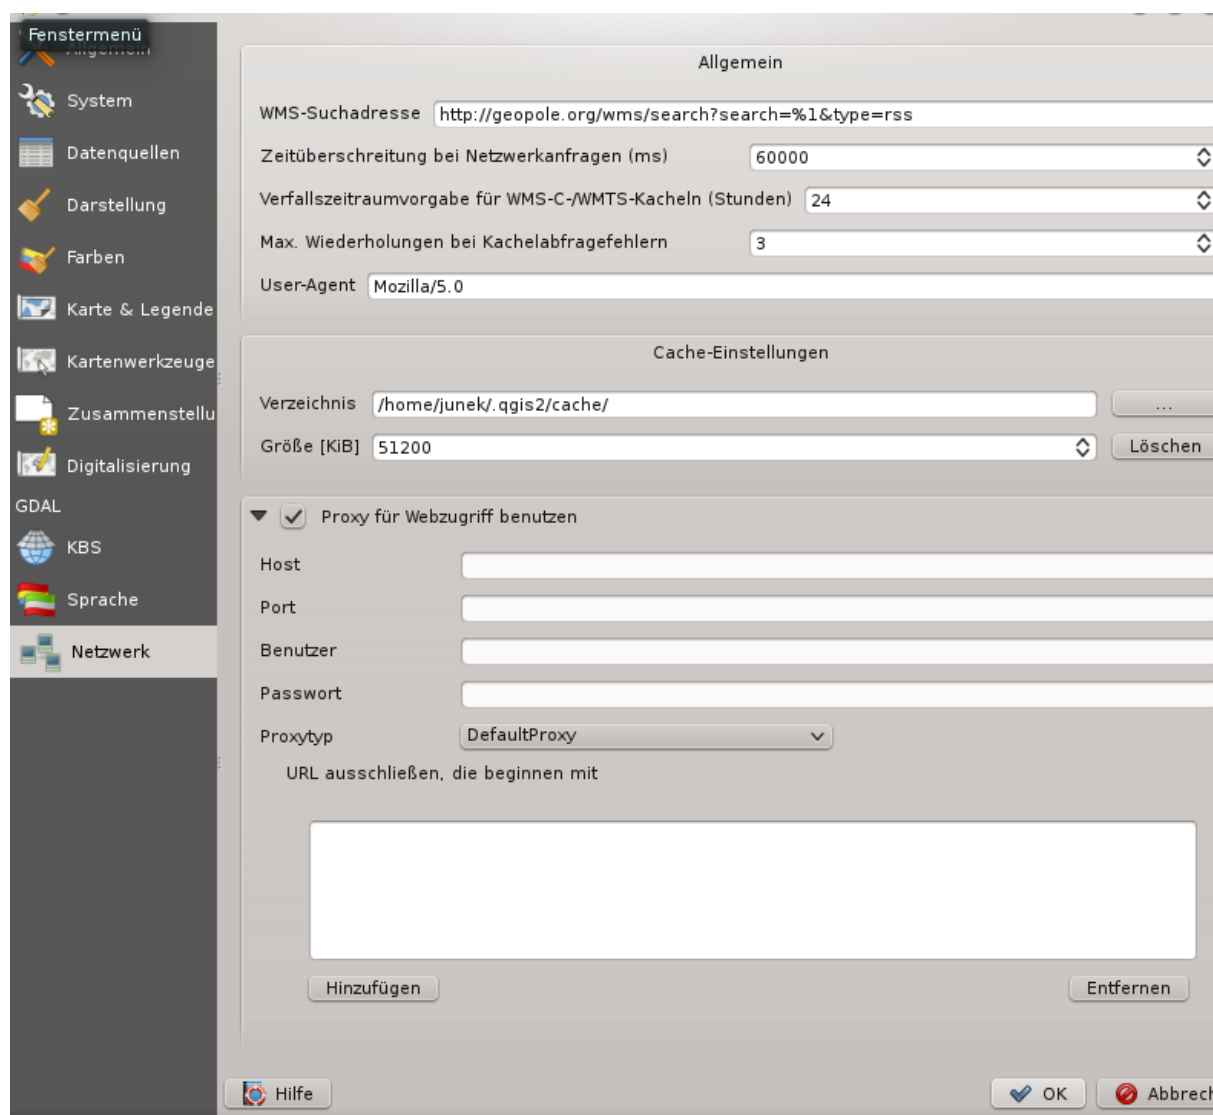 Fenstermenü
Allgemein
System
Datenquellen
Darstellung
Farben
Karte & Legende
Kartenwerkzeuge
Zusammenstellu
Digitalisierung
GDAL
KBS
Sprache
Netzwerk
Allgemein
WMS-Suchadresse http://geopole.org/wms/search?search=%1&type=rss
Zeitüberschreitung bei Netzwerkanfragen (ms) 60000
Verfallszeitraumvorgabe für WMS-C-/WMTS-Kacheln (Stunden) 24
Max. Wiederholungen bei Kachelabfragefehlern 3
User-Agent Mozilla/5.0
Cache-Einstellungen
Verzeichnis /home/junek/.qgis2/cache/ ...
Größe [KiB] 51200 Löschen
Proxy für Webzugriff benutzen
Host
Port
Benutzer
Passwort
Proxytyp DefaultProxy
URL ausschließen, die beginnen mit
Hinzufügen Entfernen
Hilfe OK Abbrech